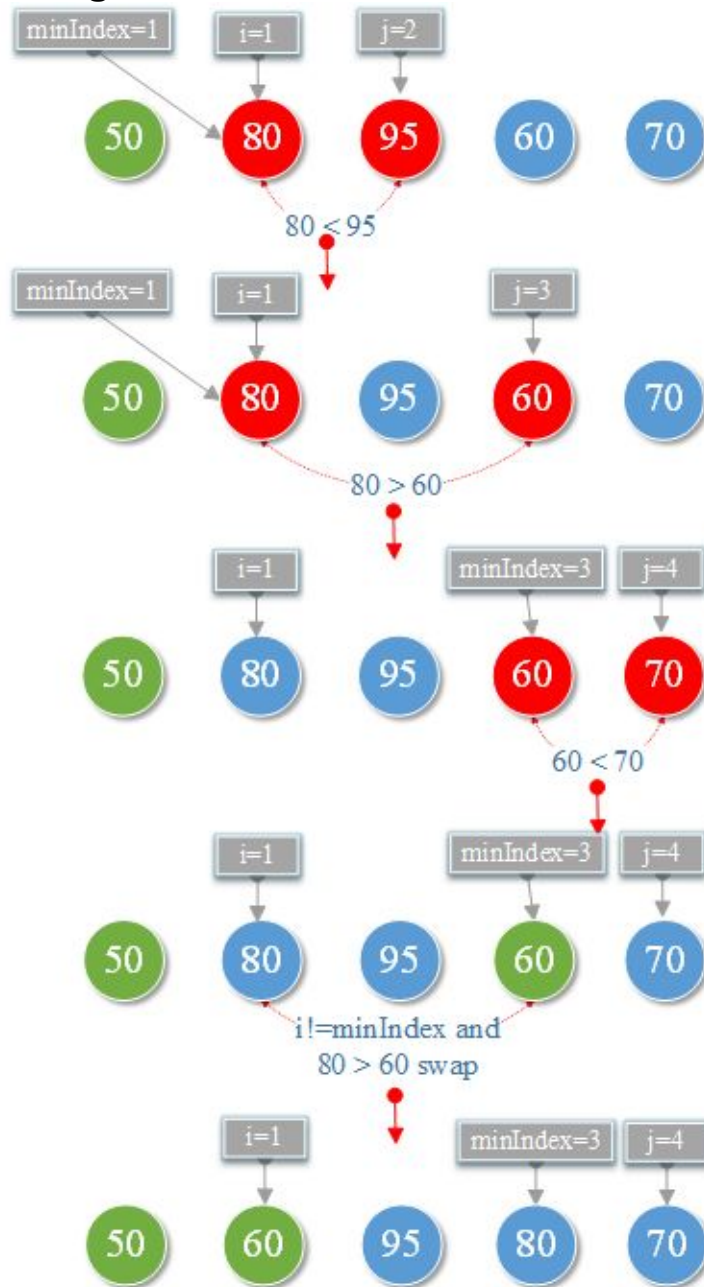 minIndex=1 i=1 j=2
50 80 95 60 70
80 < 95
minIndex=1 i=1 j=3
50 80 95 60 70
80 > 60
i=1 minIndex=3 j=4
50 80 95 60 70
60 < 70
i=1 minIndex=3 j=4
50 80 95 60 70
i!=minIndex and
80 > 60 swap
i=1 minIndex=3 j=4
50 60 95 80 70